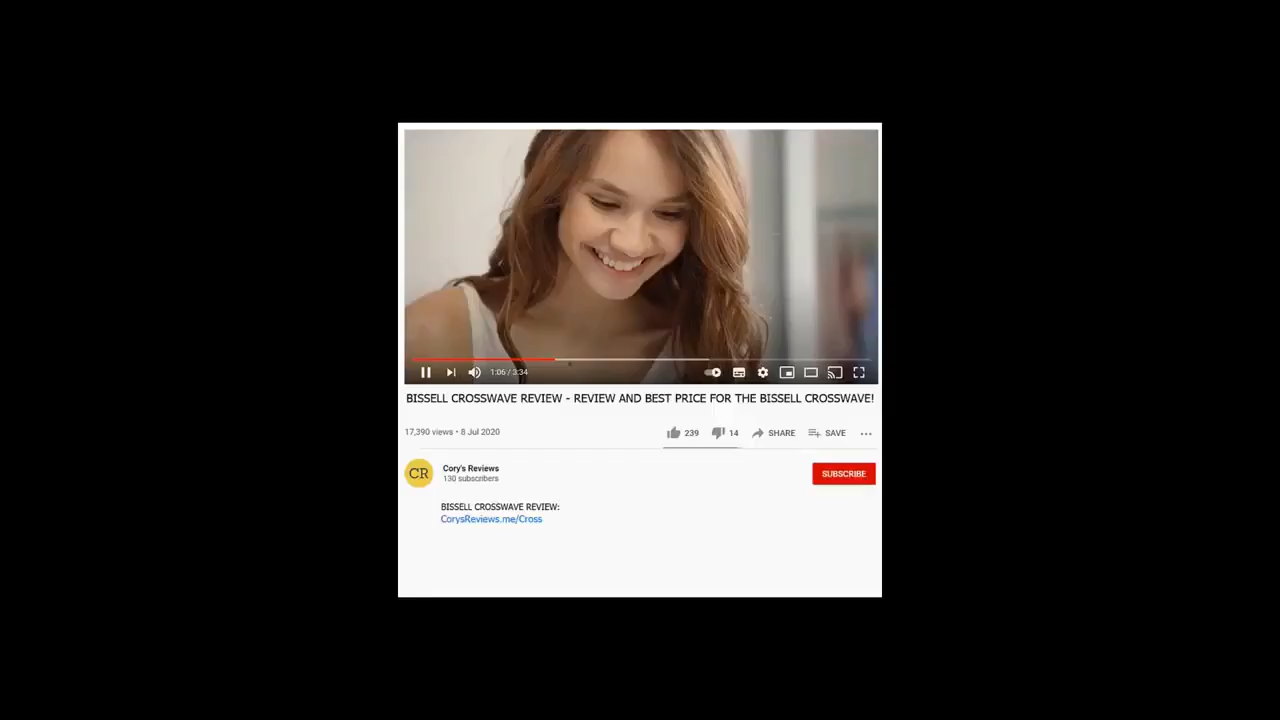 1:06 / 3:34
BISSELL CROSSWAVE REVIEW - REVIEW AND BEST PRICE FOR THE BISSELL CROSSWAVE!
17,390 views • 8 Jul 2020
239
14
SHARE
SAVE
CR
Cory's Reviews
130 subscribers
SUBSCRIBE
BISSELL CROSSWAVE REVIEW:
CorysReviews.me/Cross